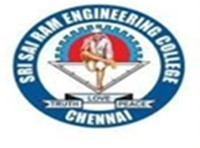 SRI SAI RAM ENGINEERING COLLEGE
LOVE
TRUTH PEACE
CHENNAI